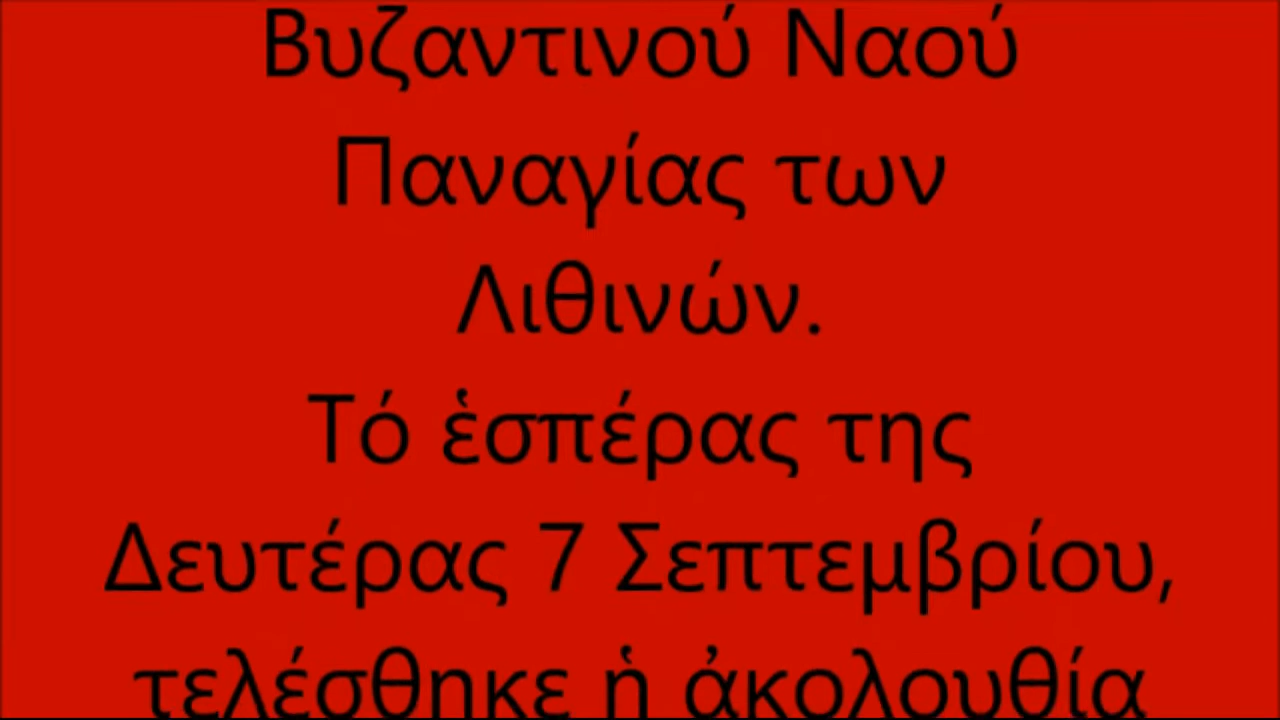 Βυζαντινού Ναού
Παναγίας των
Λιθινών.
Τό ἑσπέρας της
Δευτέρας 7 Σεπτεμβρίου,
τελέσθηκε ἡ ἀκολουθία